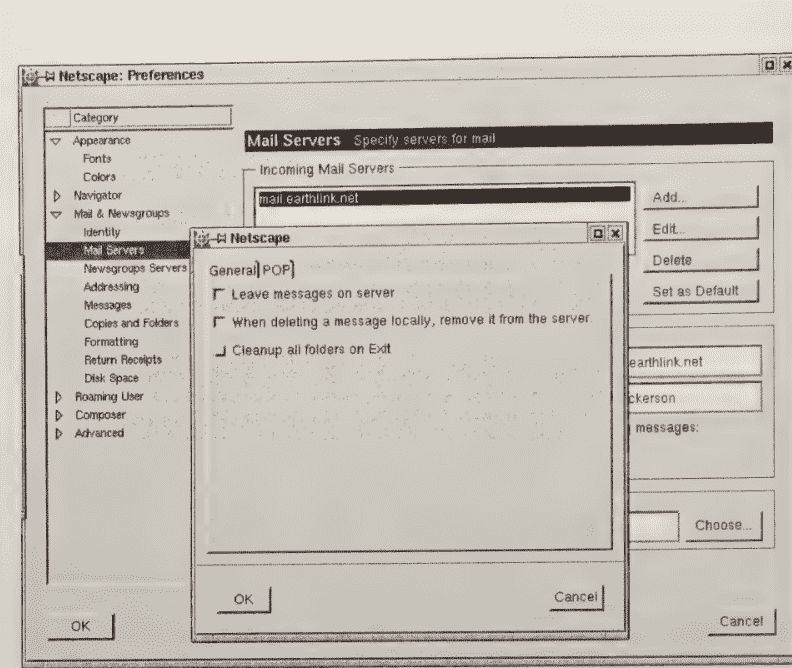 Netscape: Preferences
Category
Appearance
Fonts
Colors
Navigator
Mail & Newsgroups
Identity
Mail Servers
Newsgroups Servers
Addressing
Messages
Copies and Folders
Formatting
Return Receipts
Disk Space
Roaming User
Composer
Advanced
Mail Servers Specify servers for mail
Incoming Mail Servers
mail.earthlink.net
Add...
Edit...
Delete
Set as Default
earthlink.net
ckerson
messages:
Choose...
OK
Cancel
Netscape
General POP
Leave messages on server
When deleting a message locally, remove it from the server.
Cleanup all folders on Exit
OK
Cancel